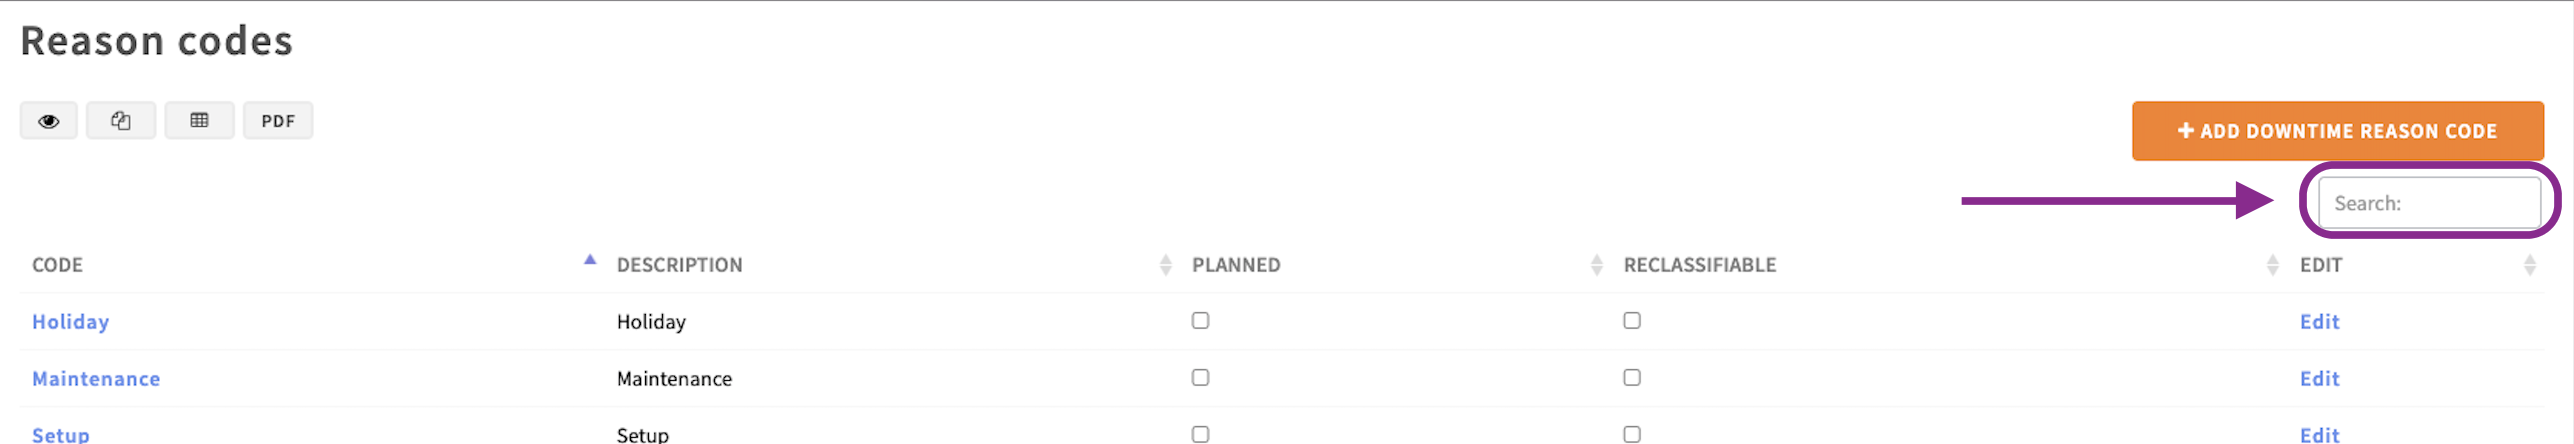 Reason codes
PDF
+ ADD DOWNTIME REASON CODE
Search:
CODE DESCRIPTION PLANNED RECLASSIFIABLE EDIT
Holiday Holiday Edit
Maintenance Maintenance Edit
Setup Setup Edit